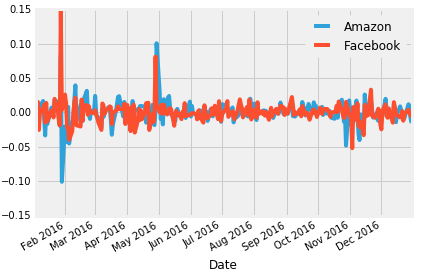 0.15
0.10
0.05
0.00
−0.05
−0.10
−0.15
Amazon
Facebook
Feb 2016
Mar 2016
Apr 2016
May 2016
Jun 2016
Jul 2016
Aug 2016
Sep 2016
Oct 2016
Nov 2016
Dec 2016
Date